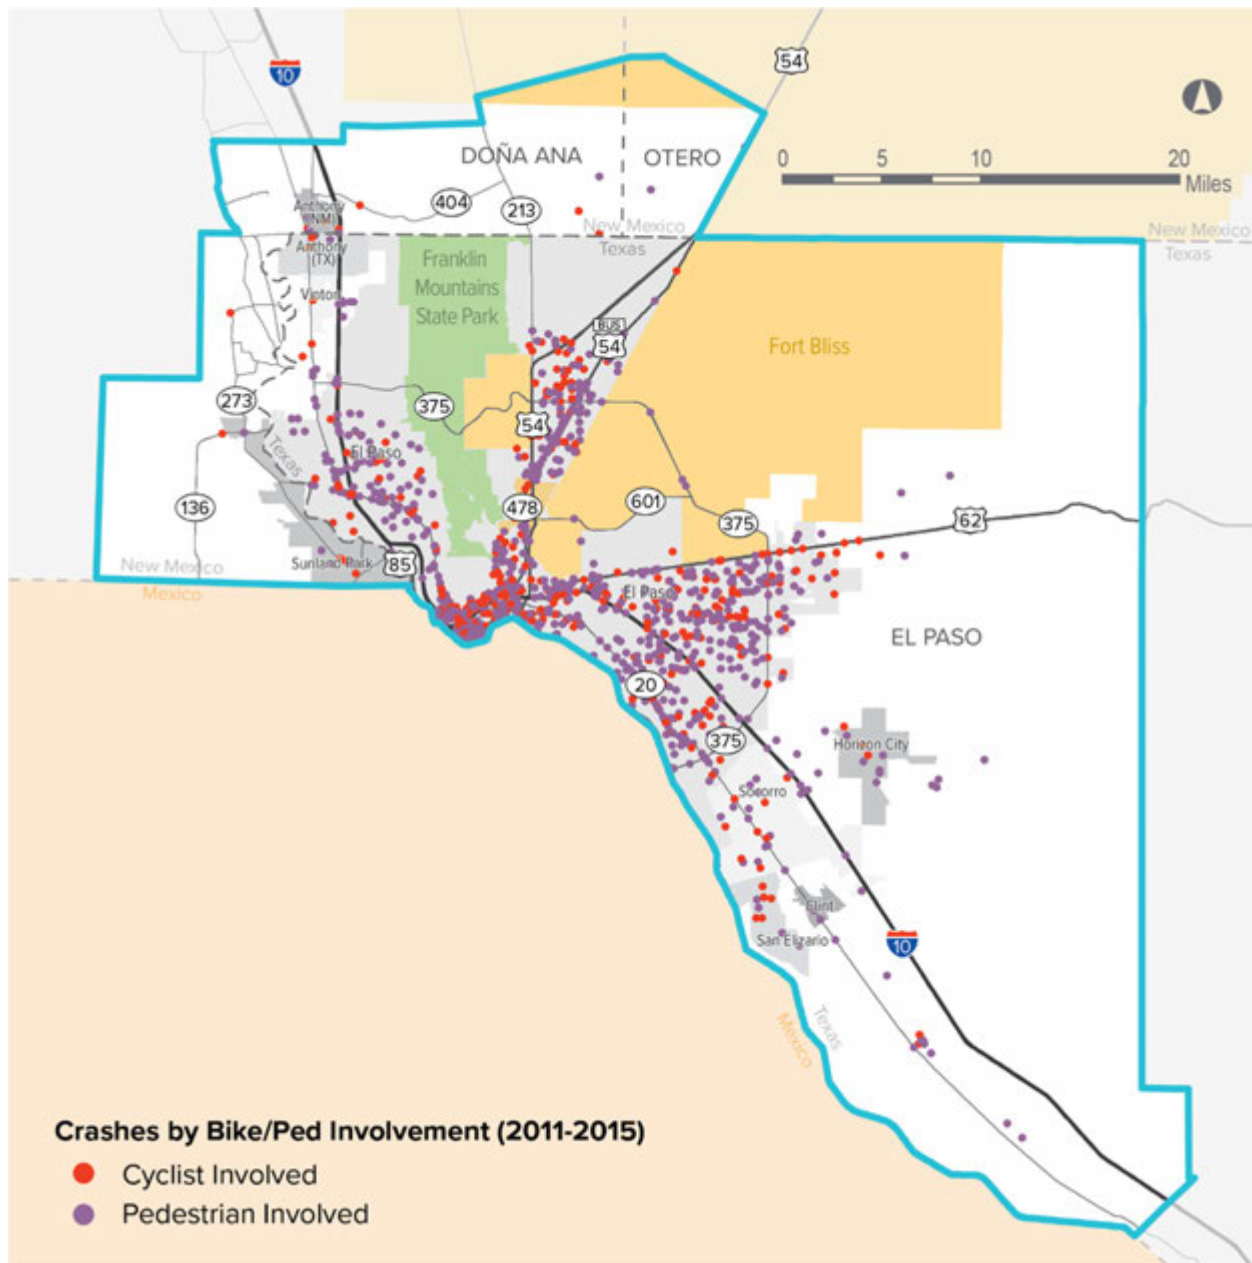 54
10
0 5 10 20
Miles
DOÑA ANA
OTERO
404
213
Anthony
(NM)
New Mexico
Texas
New Mexico
Texas
Anthony
(TX)
Franklin
Mountains
State Park
Vinton
BUS
54
Fort Bliss
273
375
54
Texas
El Paso
136
478
601
375
62
New Mexico
Mexico
Sunland Park
85
El Paso
EL PASO
20
375
Horizon City
Socorro
Clint
San Elizario
10
Texas
Mexico
Crashes by Bike/Ped Involvement (2011-2015)
Cyclist Involved
Pedestrian Involved